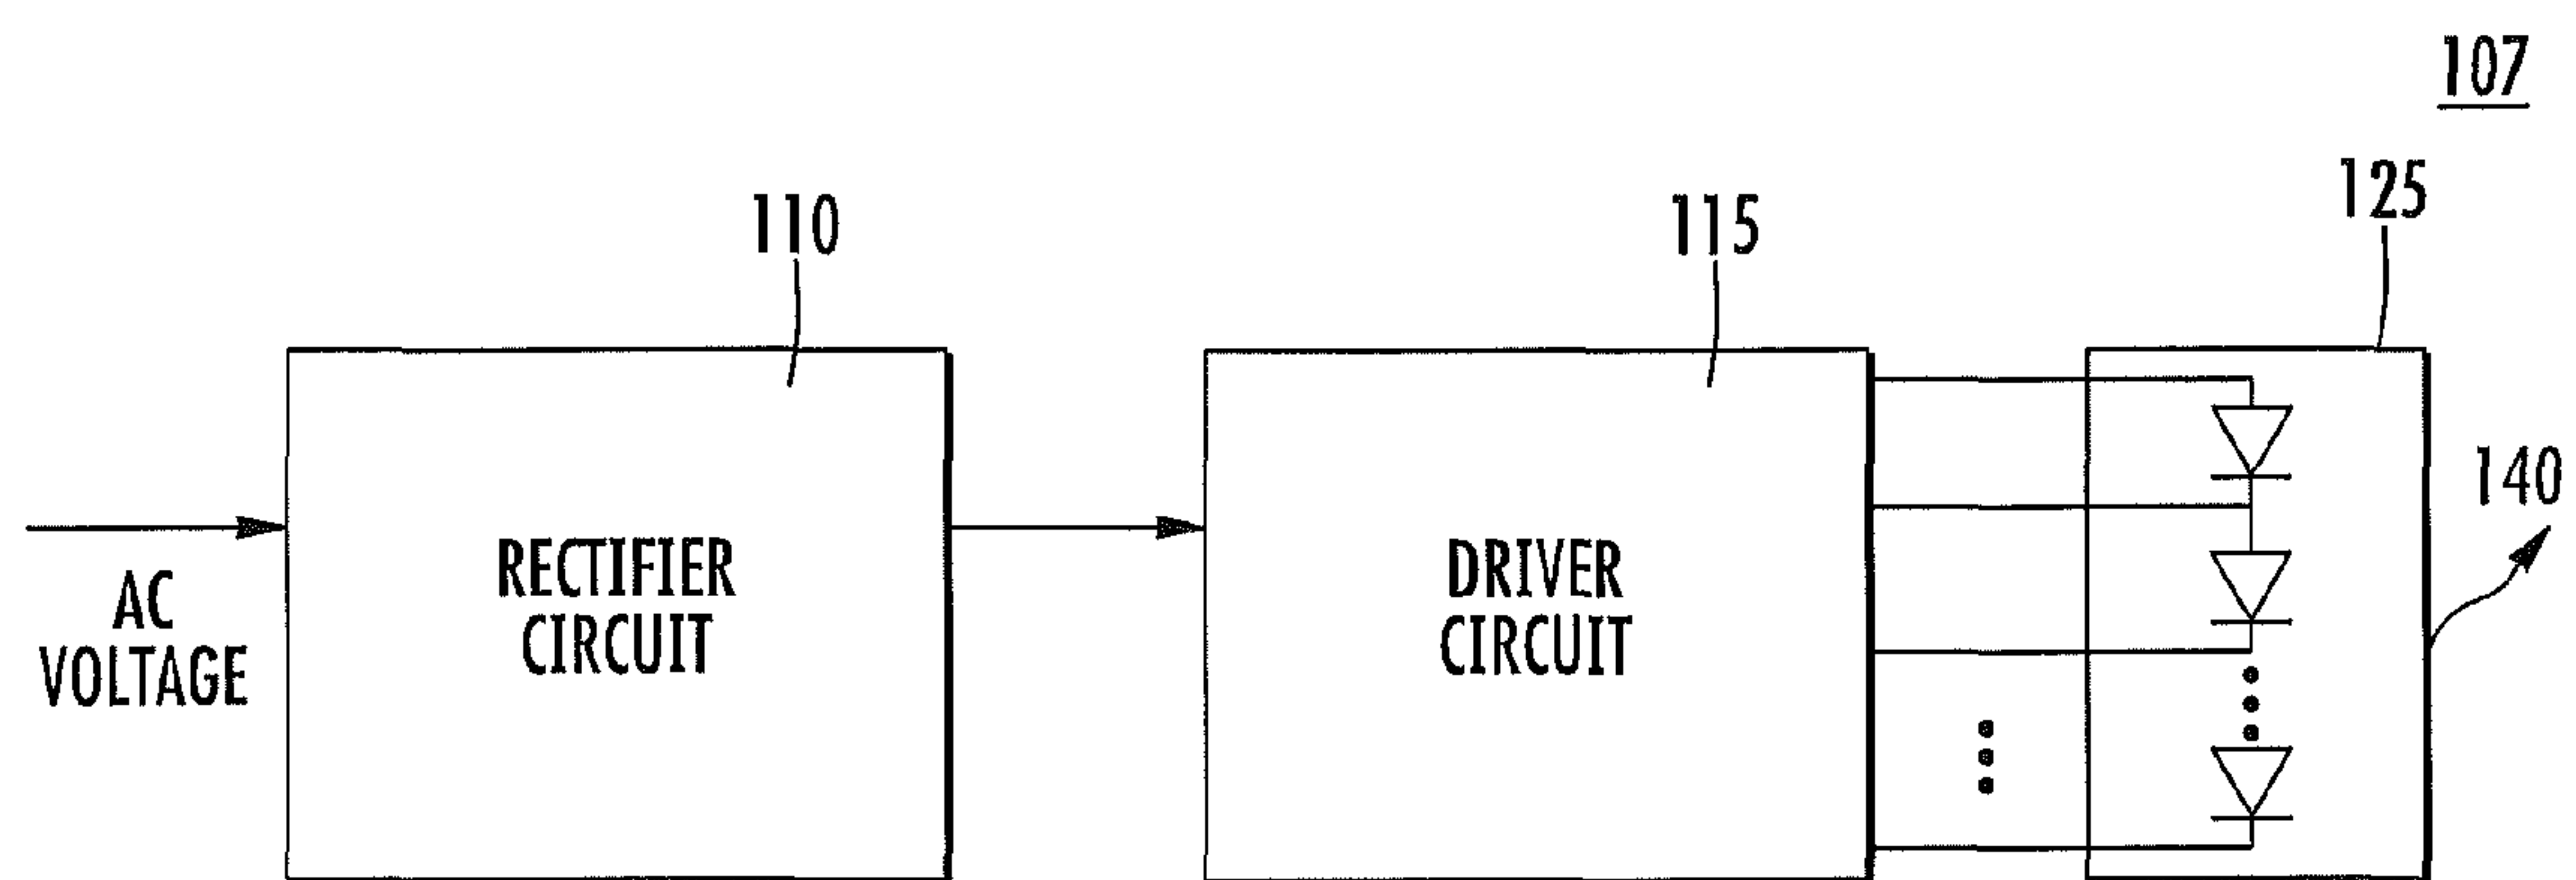 107
125
110
115
140
RECTIFIER
CIRCUIT
DRIVER
CIRCUIT
AC
VOLTAGE